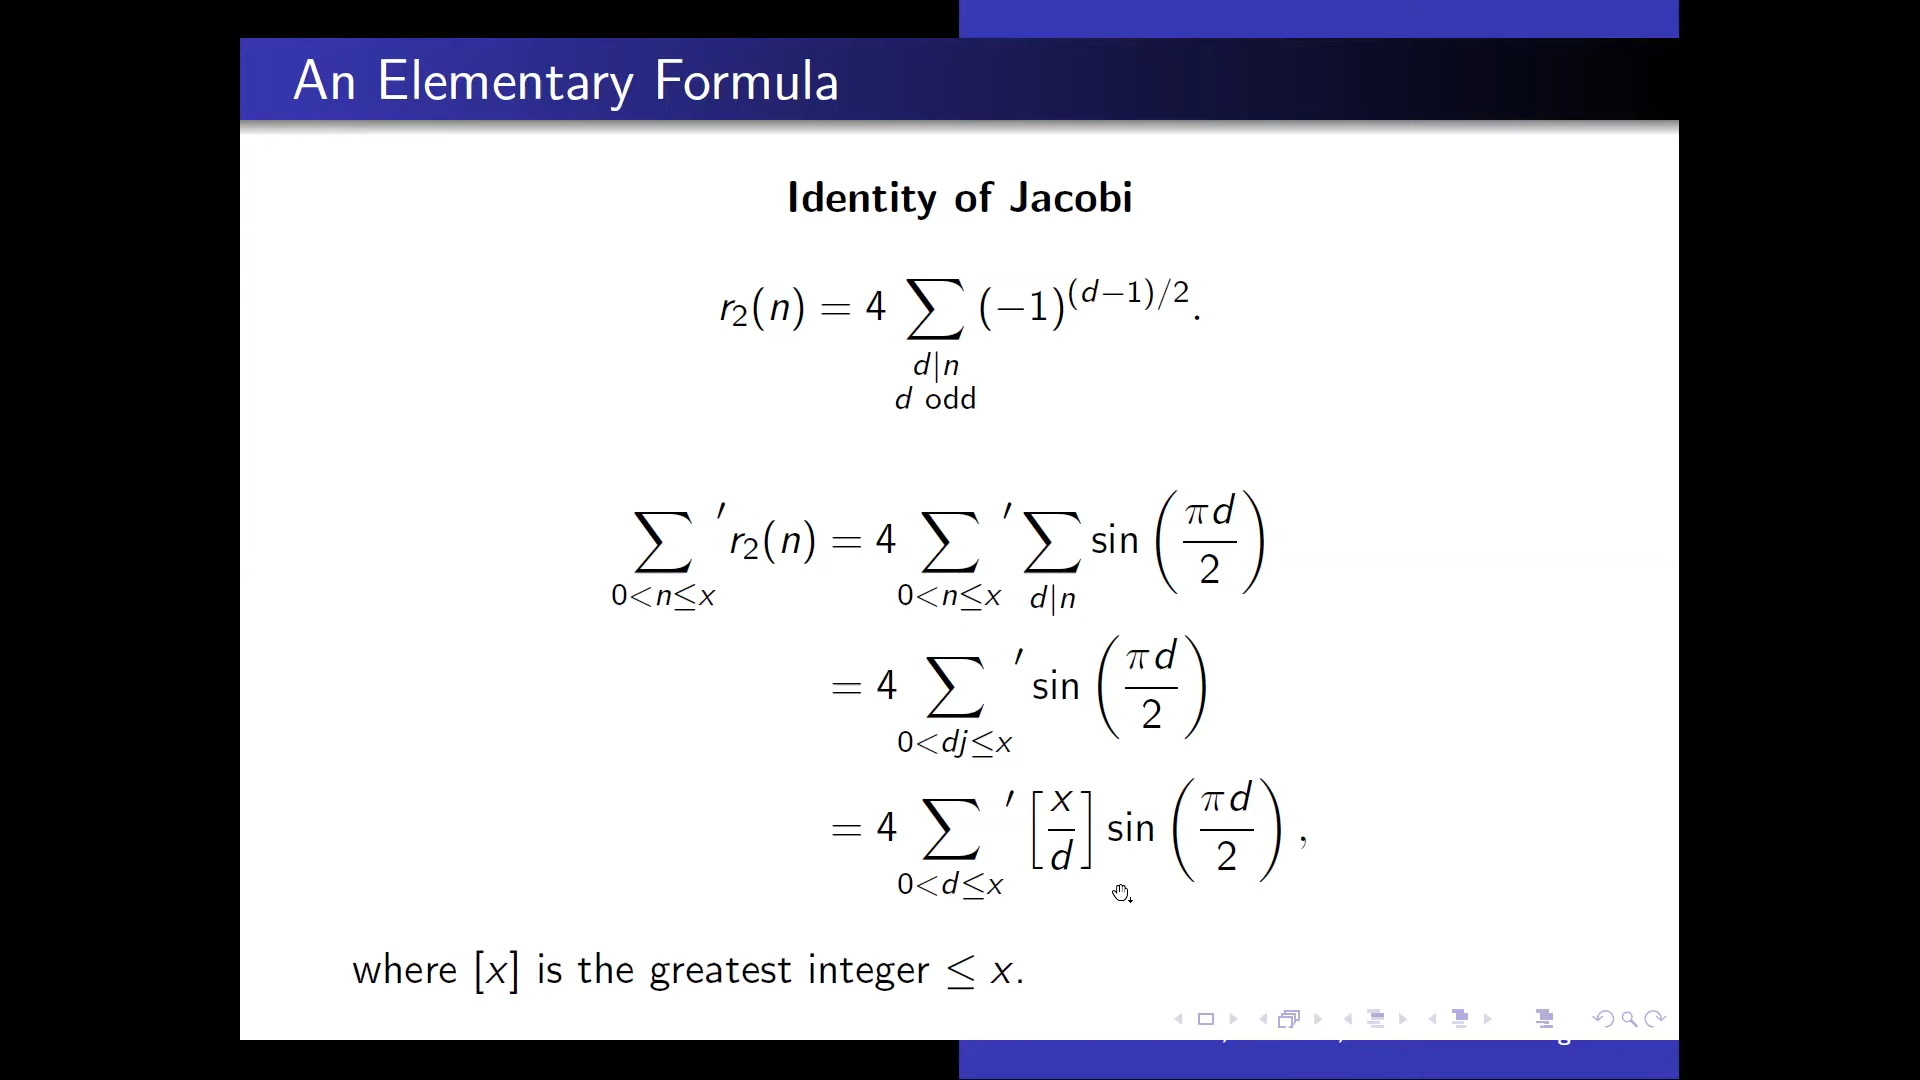 An Elementary Formula
Identity of Jacobi
r₂(n) = 4 ∑ (−1)^{(d−1)/2}.
d|n
d odd
∑′ r₂(n) = 4 ∑′ ∑ sin (πd/2)
0<n≤x 0<n≤x d|n
= 4 ∑′ sin (πd/2)
0<dj≤x
= 4 ∑′ [x/d] sin (πd/2),
0<d≤x
where [x] is the greatest integer ≤ x.